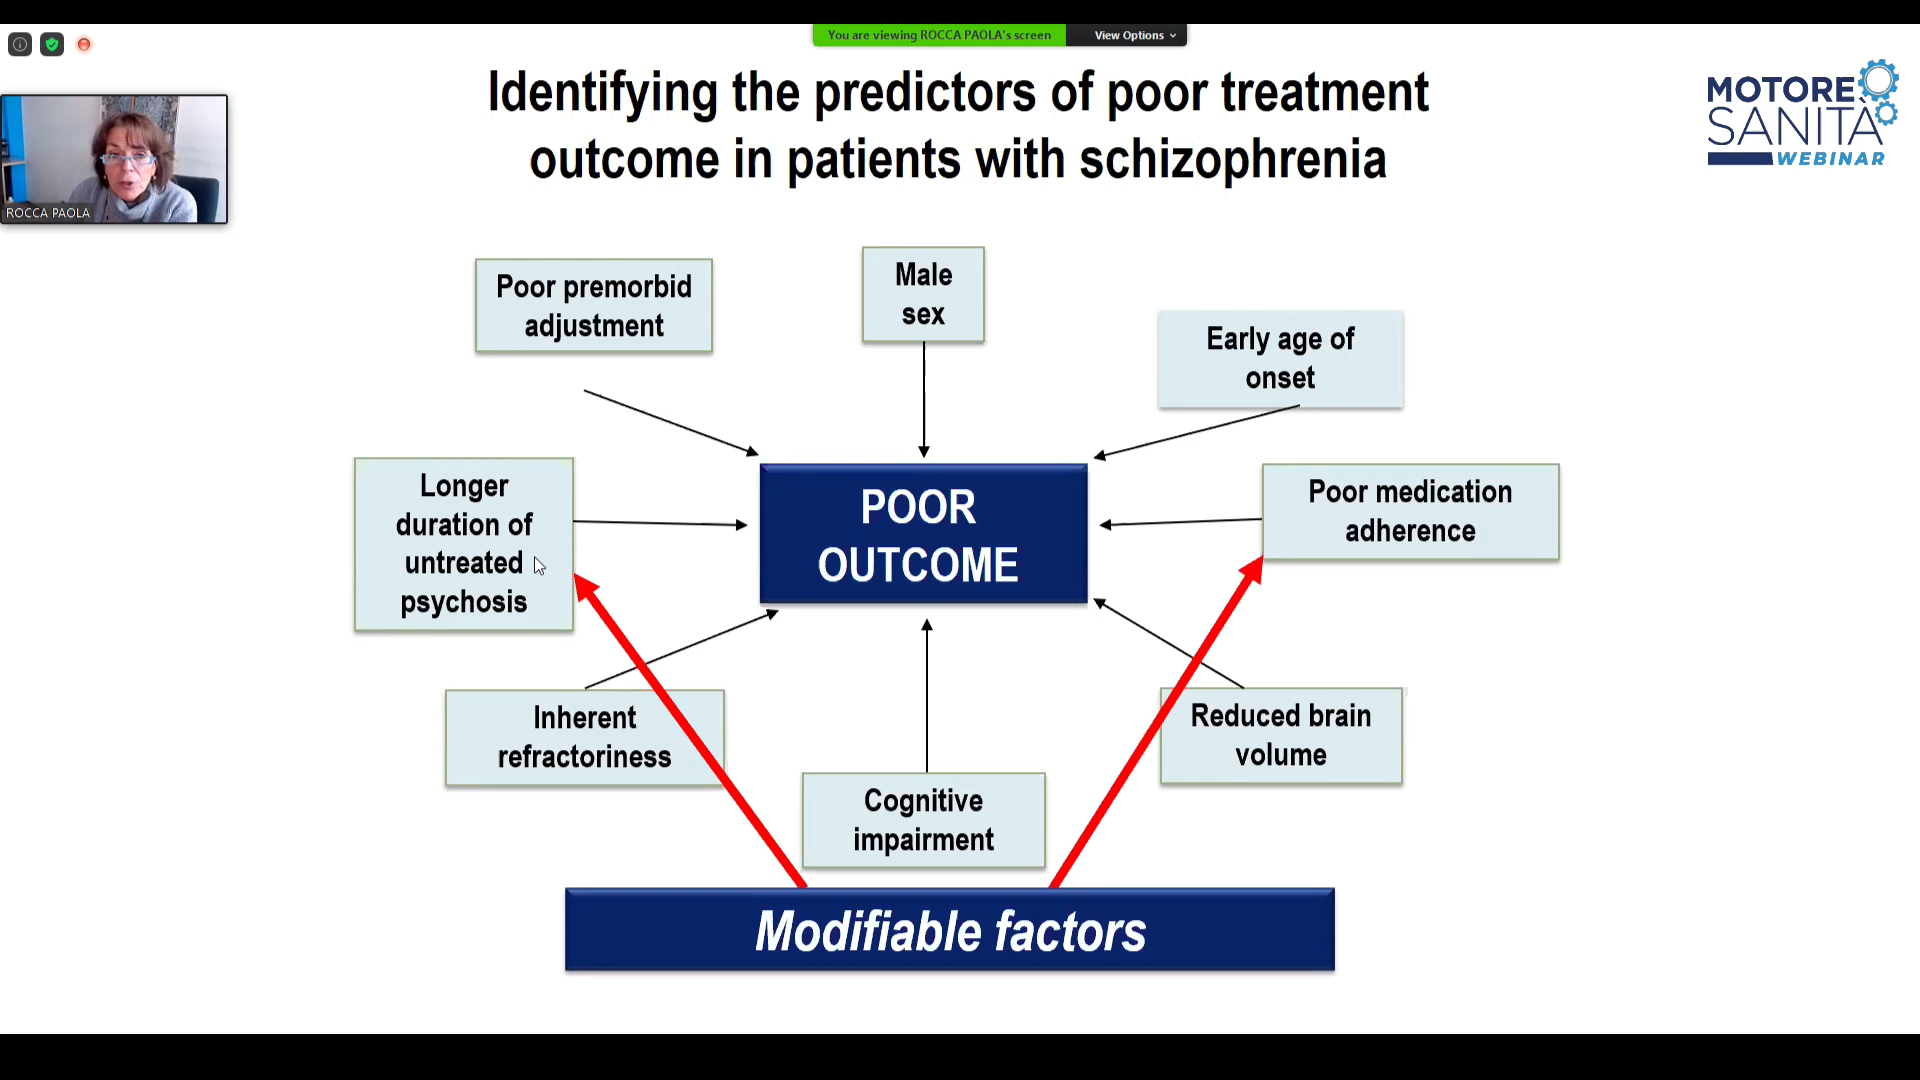 You are viewing ROCCA PAOLA's screen
View Options
Identifying the predictors of poor treatment
outcome in patients with schizophrenia
MOTORE
SANITÀ
WEBINAR
ROCCA PAOLA
Poor premorbid
adjustment
Male
sex
Early age of
onset
Longer
duration of
untreated
psychosis
POOR
OUTCOME
Poor medication
adherence
Inherent
refractoriness
Cognitive
impairment
Reduced brain
volume
Modifiable factors